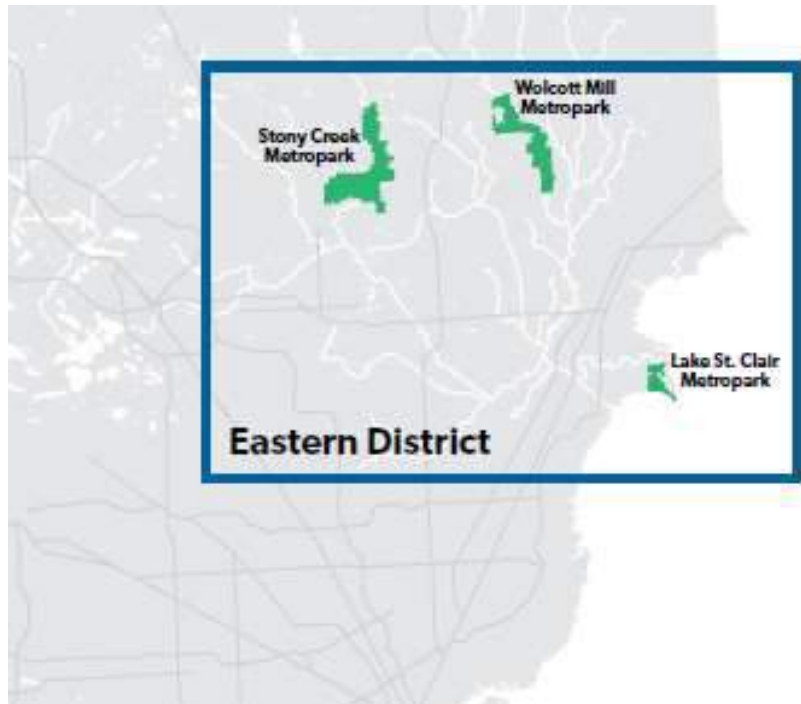 Wolcott Mill
Metropark
Stony Creek
Metropark
Lake St. Clair
Metropark
Eastern District